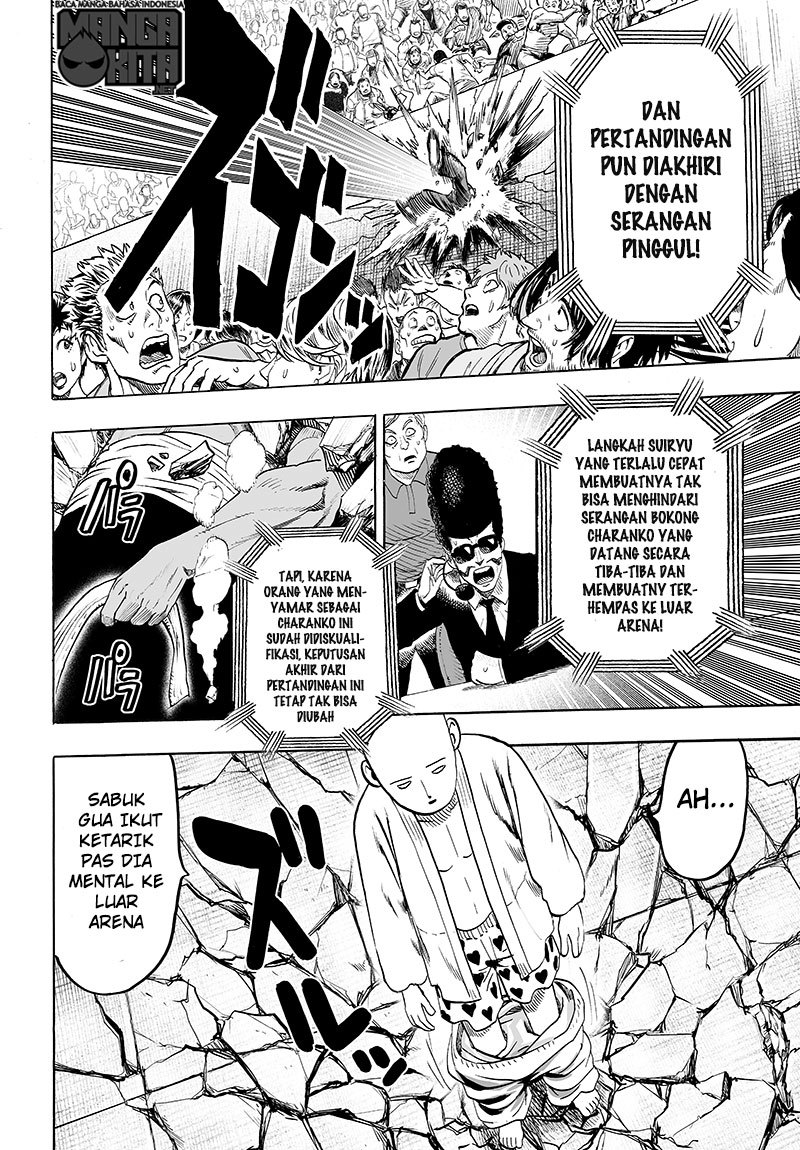 BACA MANGA BAHASA INDONESIA
MANGA
KITA
.NET
DAN
PERTANDINGAN
PUN DIAKHIRI
DENGAN
SERANGAN
PINGGUL!
ズガンッ
LANGKAH SUIRYU
YANG TERLALU CEPAT
MEMBUATNYA TAK
BISA MENGHINDARI
SERANGAN BOKONG
CHARANKO YANG
DATANG SECARA
TIBA-TIBA DAN
MEMBUATNY TER-
HEMPAS KE LUAR
ARENA!
パラ
パラ
TAPI, KARENA
ORANG YANG MEN-
YAMAR SEBAGAI
CHARANKO INI
SUDAH DIDISKUALI-
FIKASI, KEPUTUSAN
AKHIR DARI
PERTANDINGAN INI
TETAP TAK BISA
DIUBAH
AH...
ズルッ
SABUK
GUA IKUT
KETARIK
PAS DIA
MENTAL KE
LUAR
ARENA